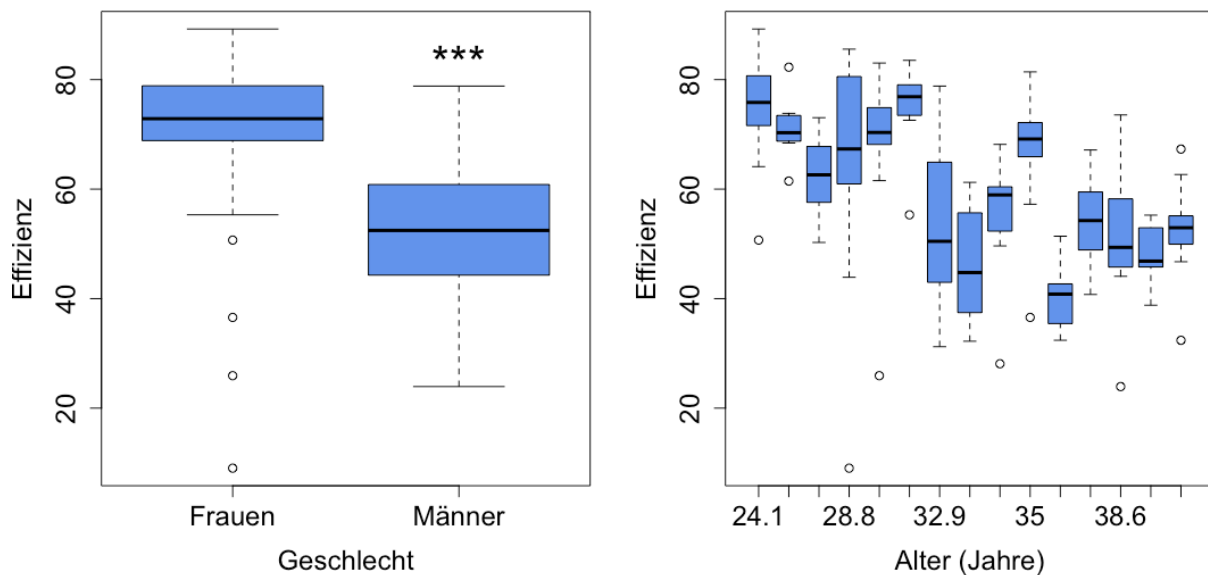 ***
Effizienz
80
60
40
20
Frauen
Männer
Geschlecht
Effizienz
80
60
40
20
24.1
28.8
32.9
35
38.6
Alter (Jahre)